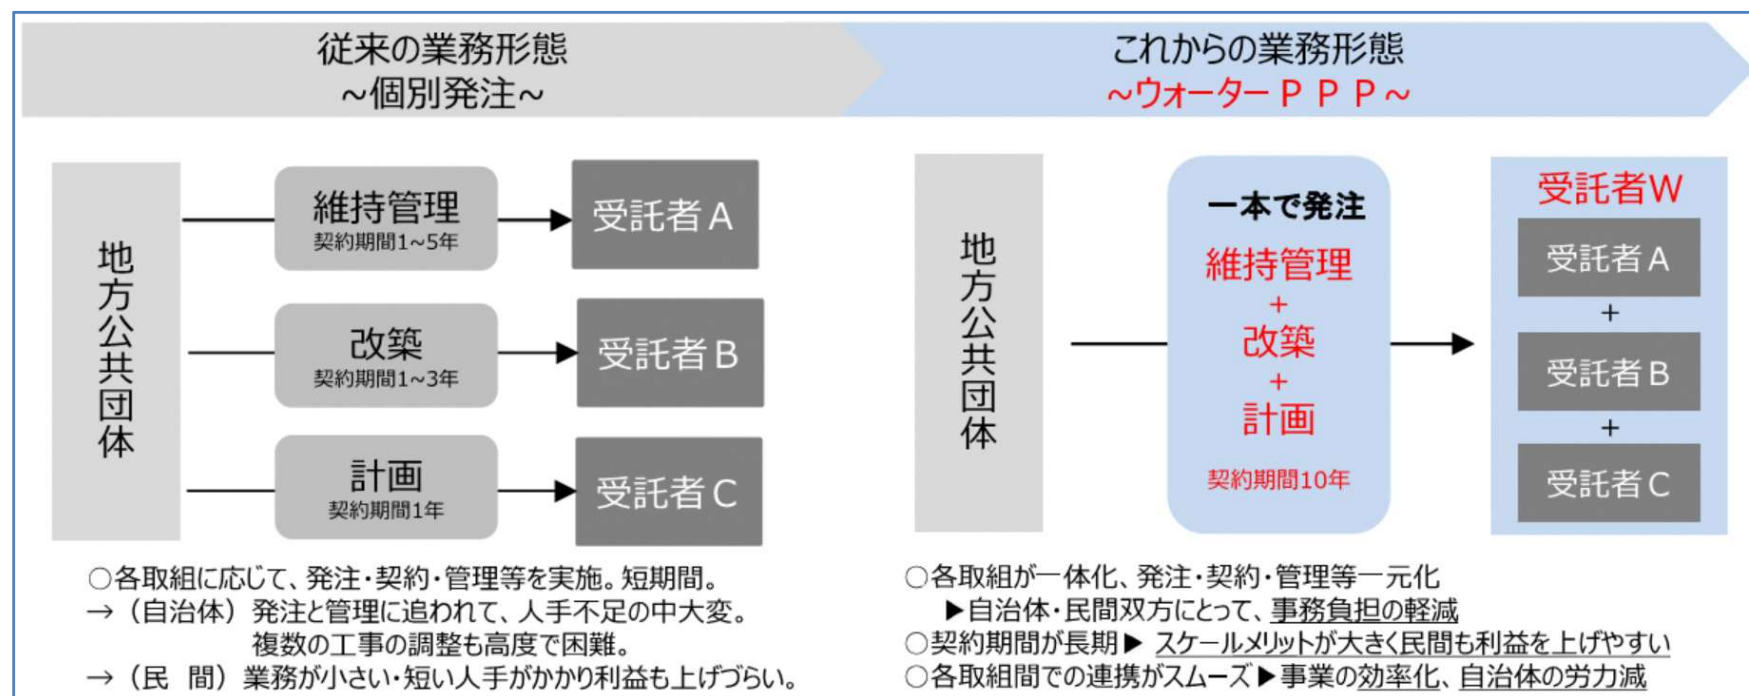 従来の業務形態
~個別発注~
地方公共団体
維持管理
契約期間1~5年
受託者A
改築
契約期間1~3年
受託者B
計画
契約期間1年
受託者C
○各取組に応じて、発注・契約・管理等を実施。短期間。
→（自治体）発注と管理に追われて、人手不足の中大変。
複数の工事の調整も高度で困難。
→（民　間）業務が小さい・短い人手がかかり利益も上げづらい。
これからの業務形態
~ウォーターＰＰＰ~
地方公共団体
一本で発注
維持管理
+
改築
+
計画
契約期間10年
受託者W
受託者A
+
受託者B
+
受託者C
○各取組が一体化、発注・契約・管理等一元化
▶自治体・民間双方にとって、事務負担の軽減
○契約期間が長期▶ スケールメリットが大きく民間も利益を上げやすい
○各取組間での連携がスムーズ▶事業の効率化、自治体の労力減